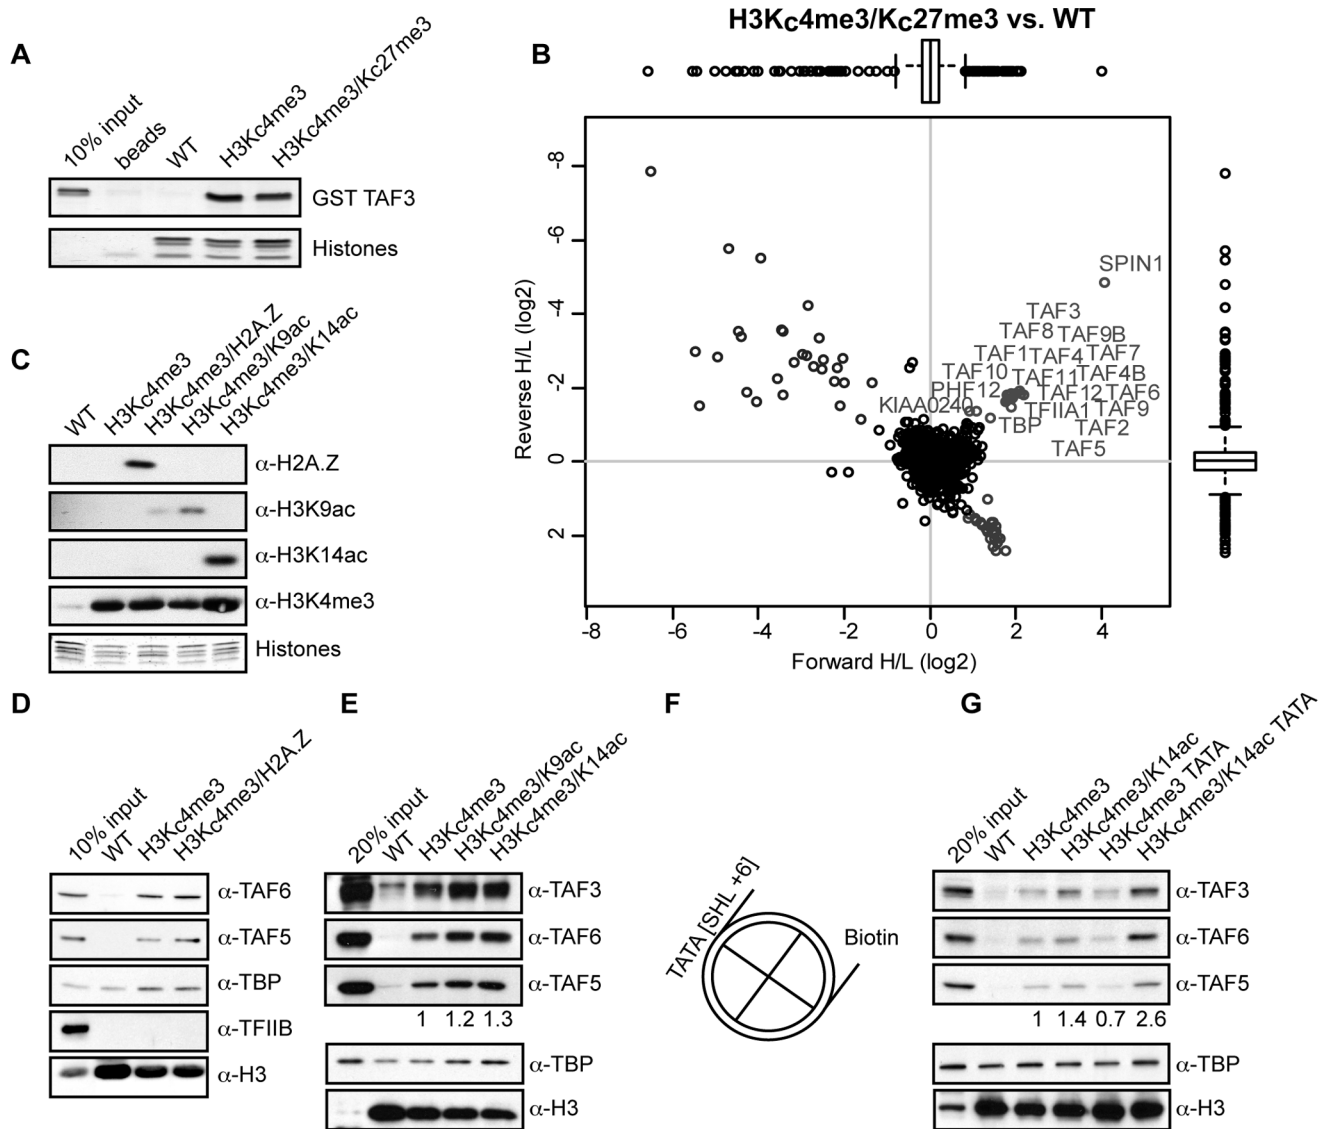 A
10% input
beads
WT
H3Kc4me3
H3Kc4me3/Kc27me3
GST TAF3
Histones
B
H3Kc4me3/Kc27me3 vs. WT
Reverse H/L (log2)
-8
-6
-4
-2
0
2
SPIN1
TAF3
TAF8 TAF9B
TAF1 TAF4 TAF7
TAF10 TAF11 TAF4B
PHF12 TAF12 TAF6
KIAA0240 TFIIA1 TAF9
TBP TAF2
TAF5
-8 -6 -4 -2 0 2 4
Forward H/L (log2)
C
WT
H3Kc4me3
H3Kc4me3/H2A.Z
H3Kc4me3/K9ac
H3Kc4me3/K14ac
α-H2A.Z
α-H3K9ac
α-H3K14ac
α-H3K4me3
Histones
D
10% input
WT
H3Kc4me3
H3Kc4me3/H2A.Z
α-TAF6
α-TAF5
α-TBP
α-TFIIB
α-H3
E
20% input
WT
H3Kc4me3
H3Kc4me3/K9ac
H3Kc4me3/K14ac
α-TAF3
α-TAF6
α-TAF5
1 1.2 1.3
α-TBP
α-H3
F
TATA [SHL +6]
Biotin
G
20% input
WT
H3Kc4me3
H3Kc4me3/K14ac
H3Kc4me3 TATA
H3Kc4me3/K14ac TATA
α-TAF3
α-TAF6
α-TAF5
1 1.4 0.7 2.6
α-TBP
α-H3